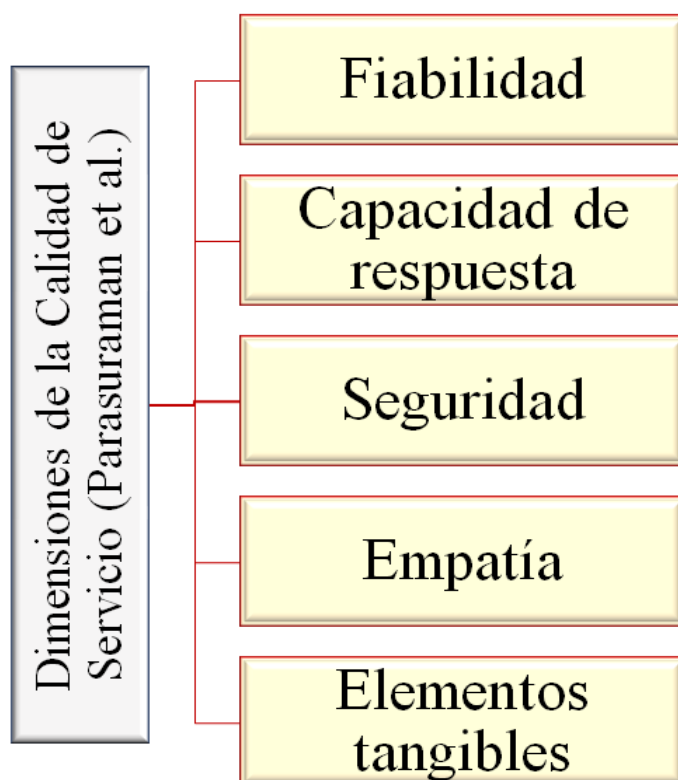 Dimensiones de la Calidad de
Servicio (Parasuraman et al.)
Fiabilidad
Capacidad de
respuesta
Seguridad
Empatía
Elementos
tangibles